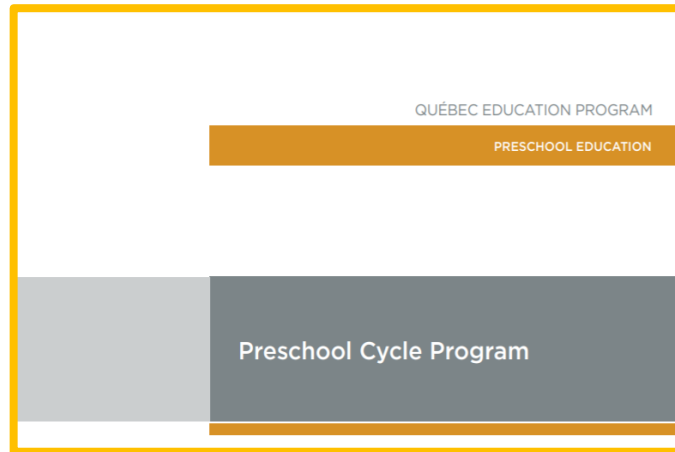 QUÉBEC EDUCATION PROGRAM
PRESCHOOL EDUCATION
Preschool Cycle Program